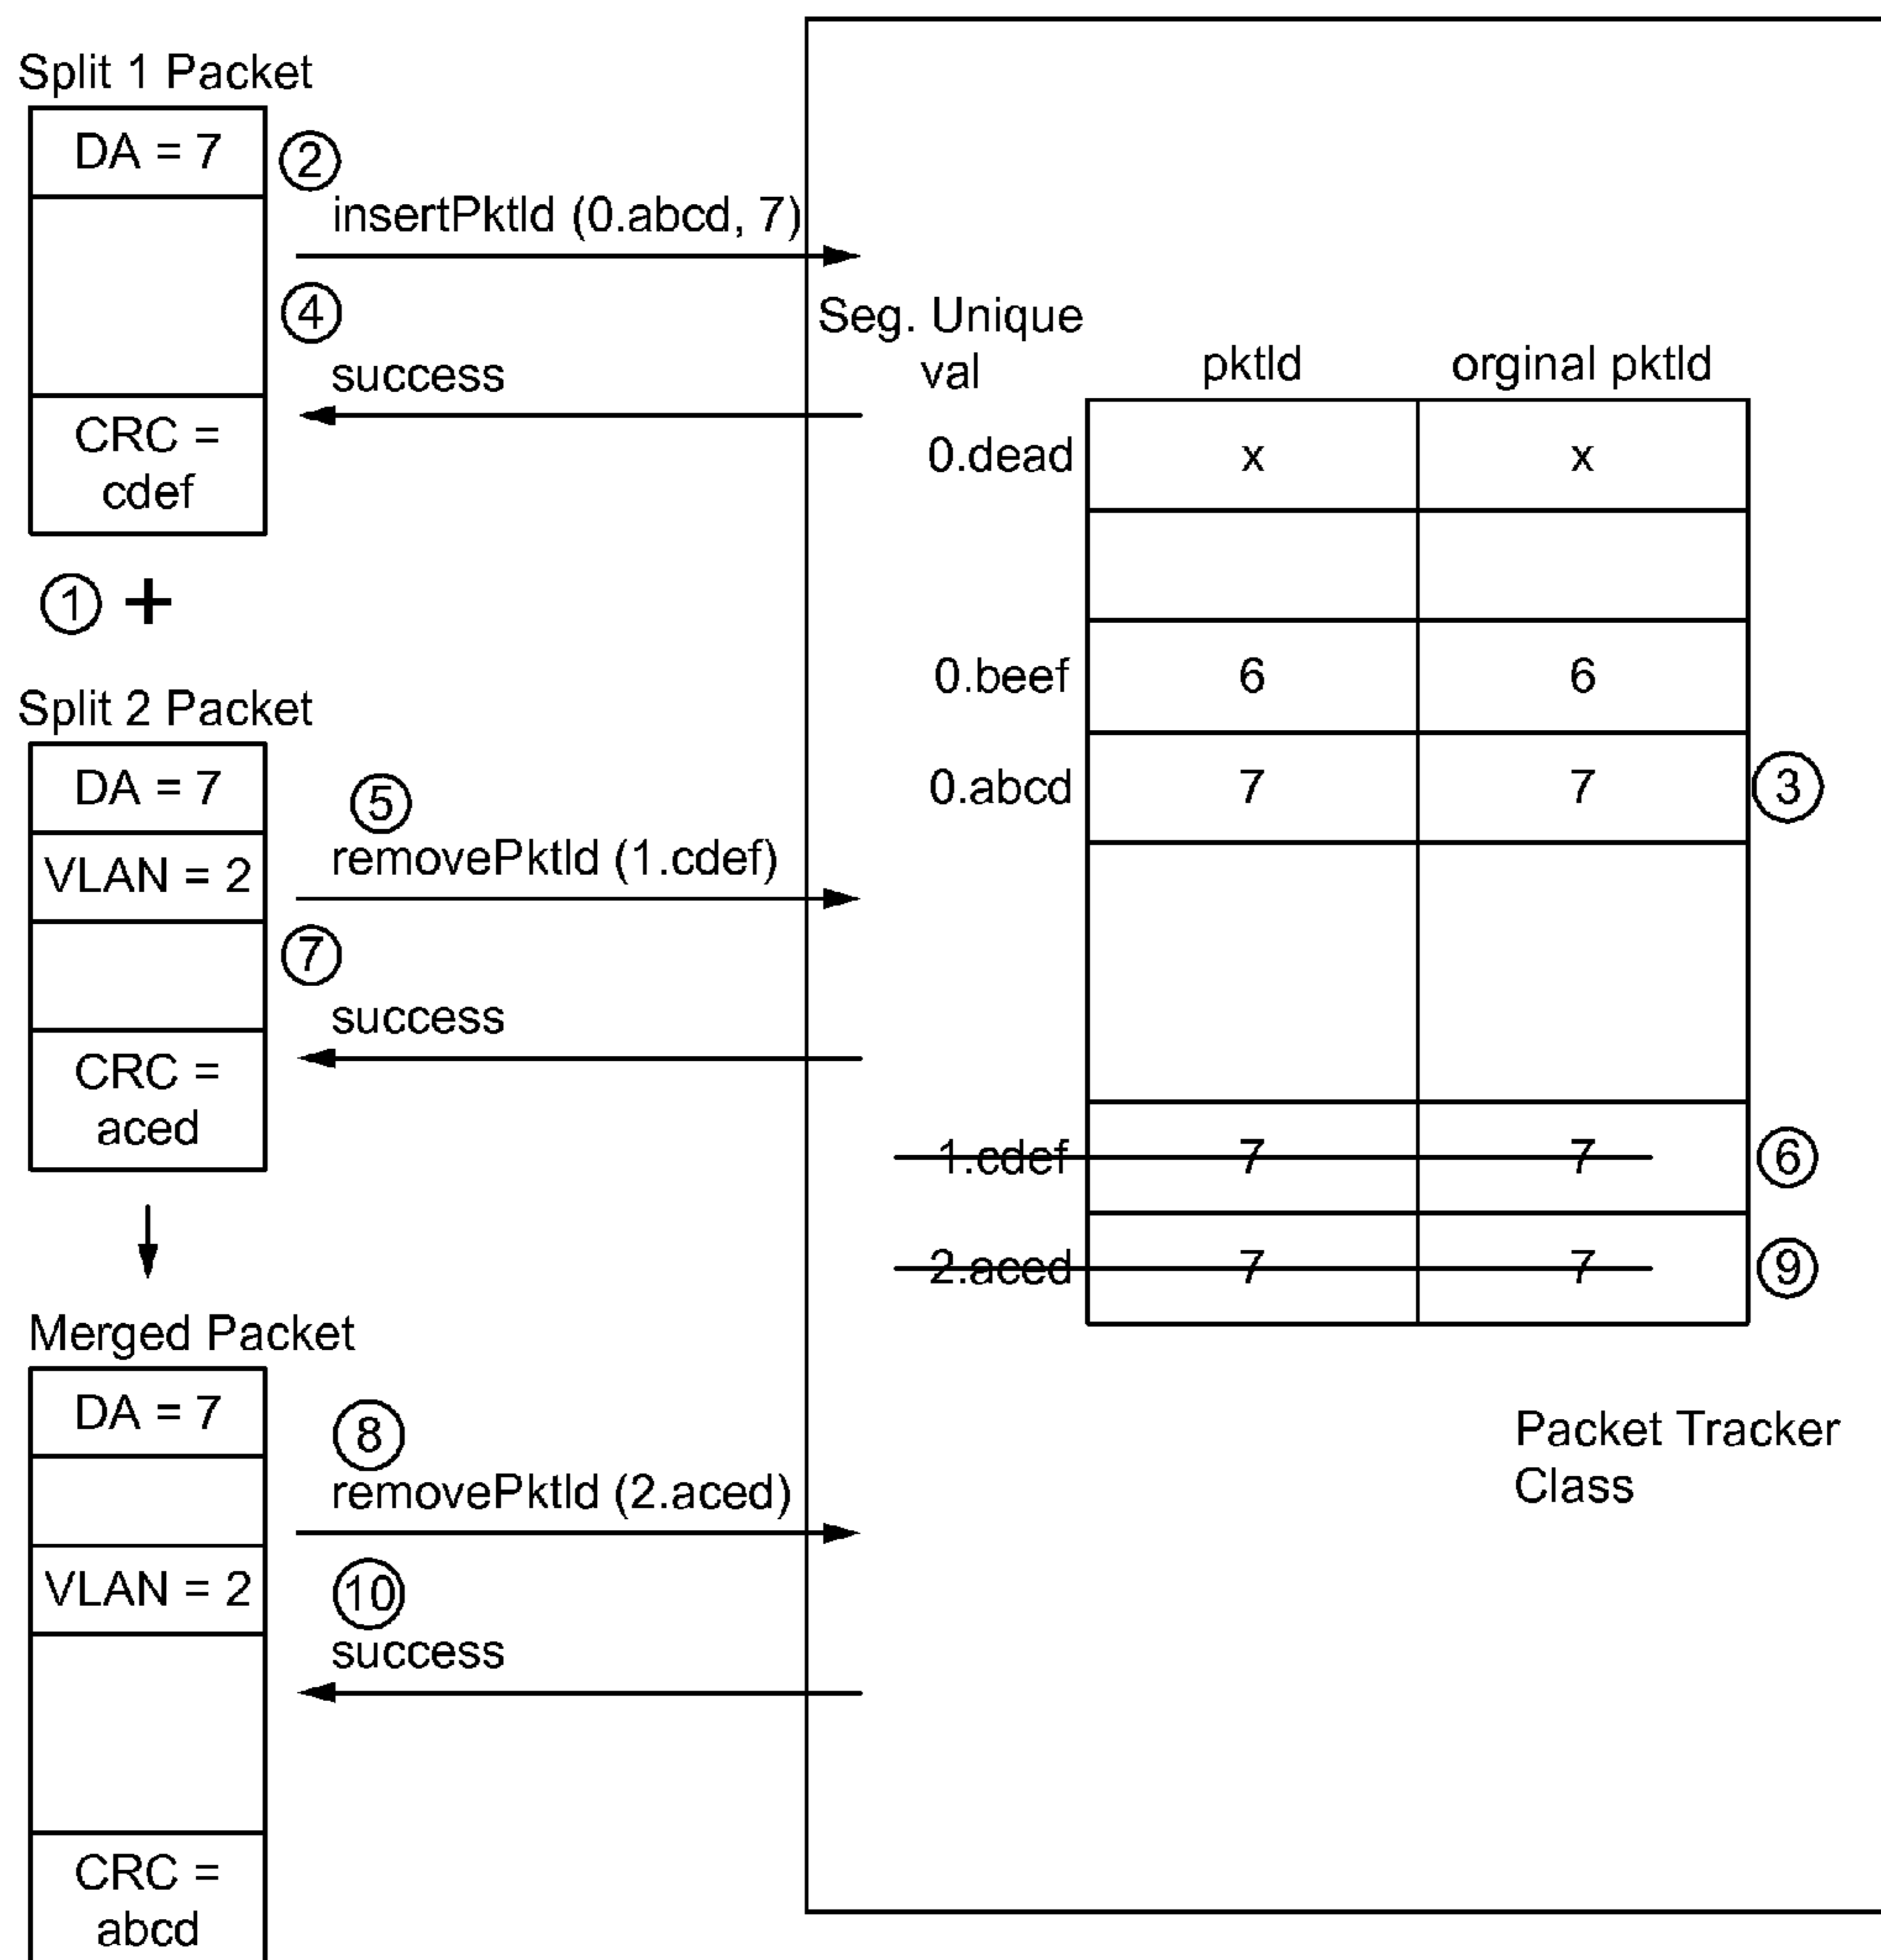 Split 1 Packet
DA = 7
2
insertPktId (0.abcd, 7)
4
success
CRC =
cdef
1 +
Split 2 Packet
DA = 7
VLAN = 2
5
removePktId (1.cdef)
7
success
CRC =
aced
Merged Packet
DA = 7
8
removePktId (2.aced)
VLAN = 2
10
success
CRC =
abcd
Seg. Unique
val
pktId
orginal pktId
0.dead x x
0.beef 6 6
0.abcd 7 7 3
1.cdef 7 7 6
2.aced 7 7 9
Packet Tracker
Class